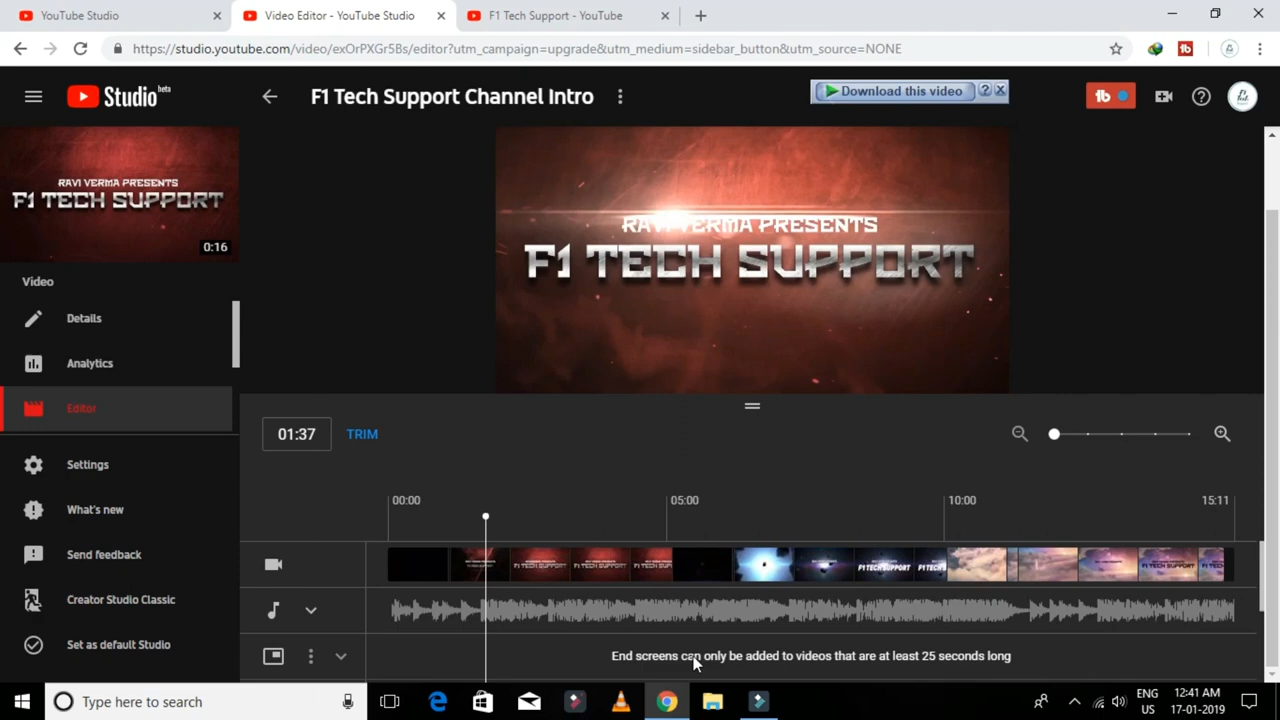 YouTube Studio
Video Editor - YouTube Studio
F1 Tech Support - YouTube
https://studio.youtube.com/video/exOrPXGr5Bs/editor?utm_campaign=upgrade&utm_medium=sidebar_button&utm_source=NONE
Studio beta
F1 Tech Support Channel Intro
Download this video
?
RAVI VERMA PRESENTS
F1 TECH SUPPORT
0:16
RAVI VERMA PRESENTS
F1 TECH SUPPORT
Video
Details
Analytics
Editor
Settings
What's new
Send feedback
Creator Studio Classic
Set as default Studio
01:37
TRIM
00:00
05:00
10:00
15:11
End screens can only be added to videos that are at least 25 seconds long
Type here to search
ENG
US
12:41 AM
17-01-2019